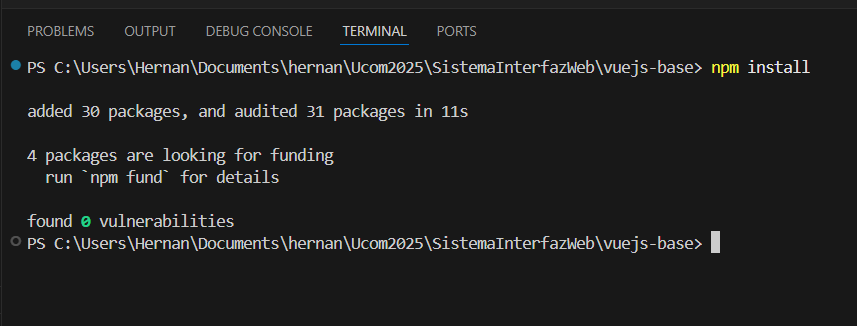 PROBLEMS OUTPUT DEBUG CONSOLE TERMINAL PORTS
PS C:\Users\Hernan\Documents\hernan\Ucom2025\SistemaInterfazWeb\vuejs-base> npm install
added 30 packages, and audited 31 packages in 11s
4 packages are looking for funding
  run `npm fund` for details
found 0 vulnerabilities
PS C:\Users\Hernan\Documents\hernan\Ucom2025\SistemaInterfazWeb\vuejs-base>